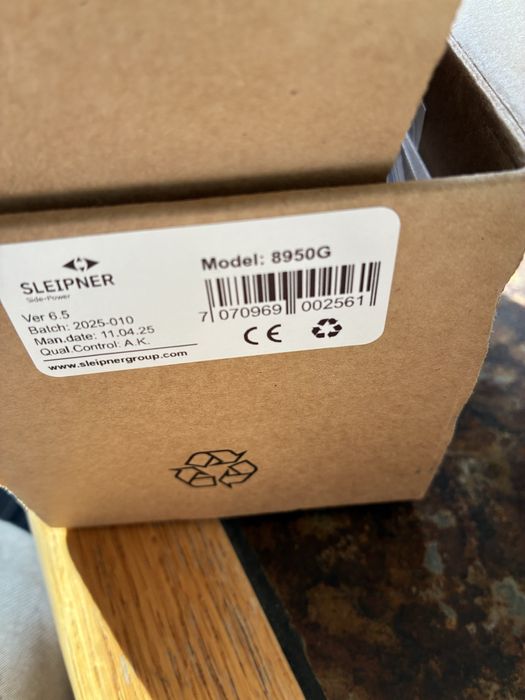 SLEIPNER
Side-Power
Ver 6.5
Batch: 2025-010
Man.date: 11.04.25
Qual.Control: A.K.
www.sleipnergroup.com
Model: 8950G
7 070969 002561
CE